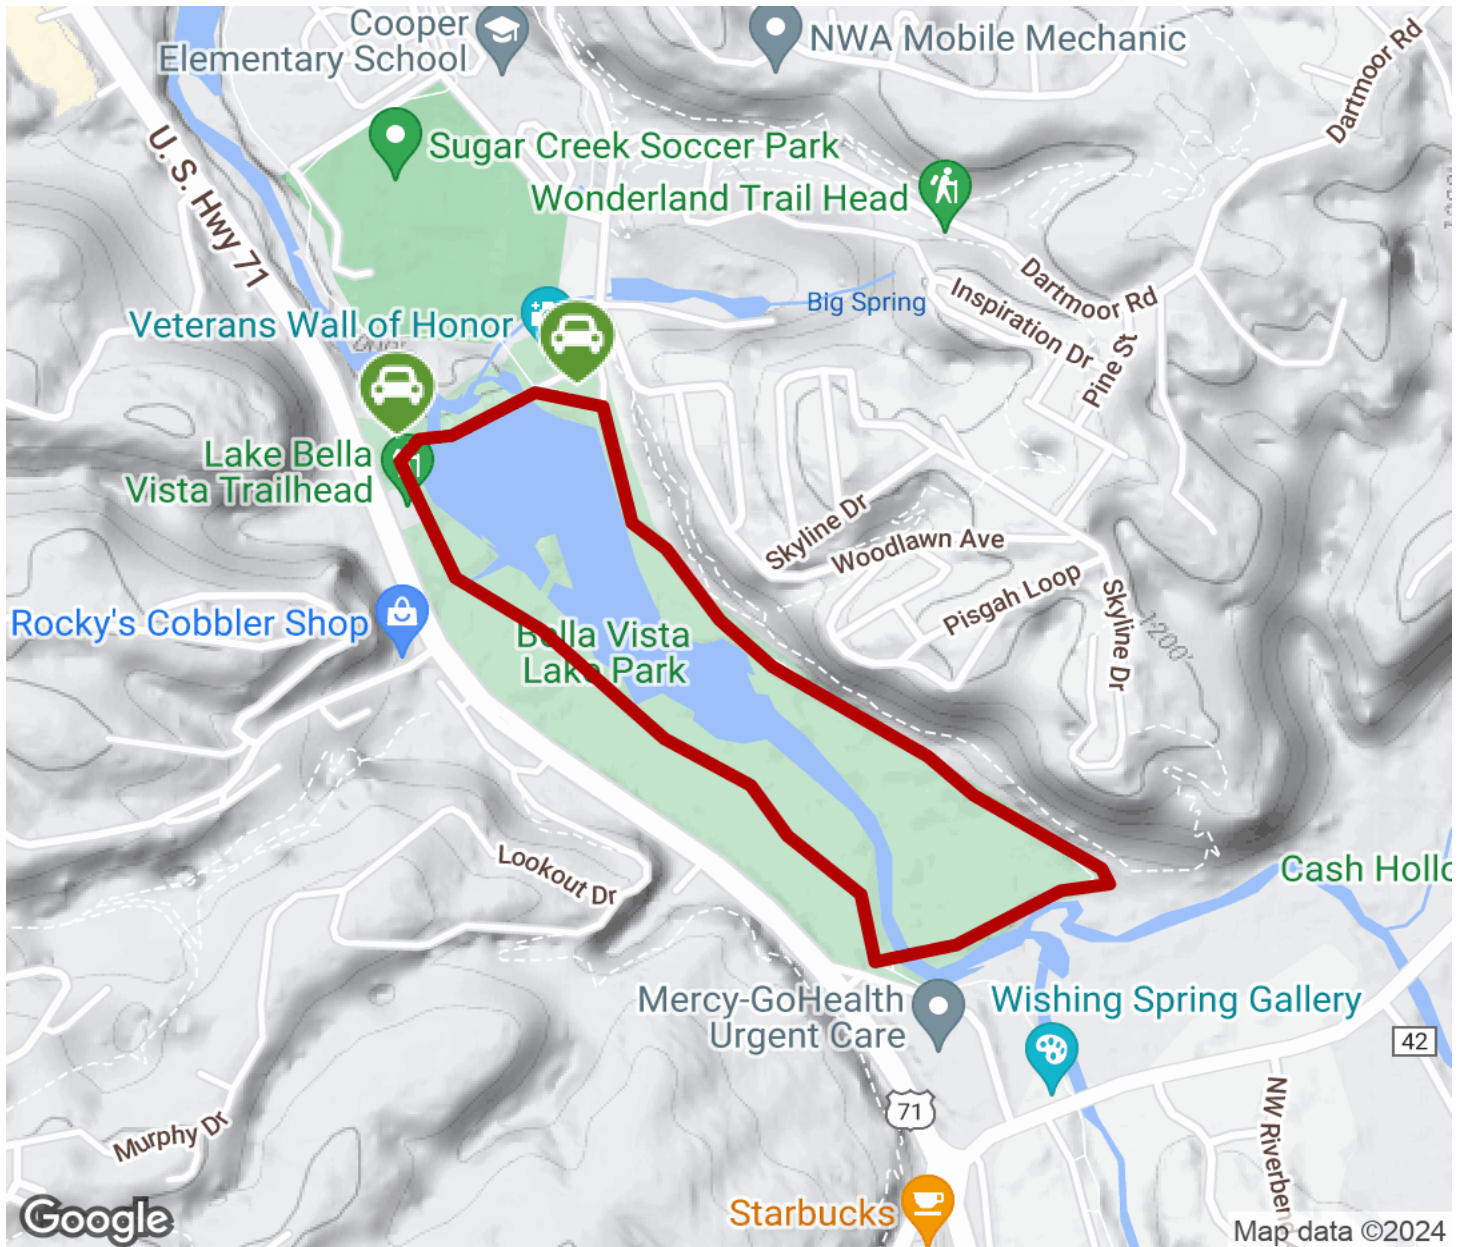 Cooper
Elementary School
NWA Mobile Mechanic
Dartmoor Rd
U. S. Hwy 71
Sugar Creek Soccer Park
Wonderland Trail Head
Dartmoor Rd
Big Spring
Inspiration Dr
Veterans Wall of Honor
Pine St
Lake Bella
Vista Trailhead
Skyline Dr
Woodlawn Ave
Pisgah Loop
Skyline Dr
1200'
Rocky's Cobbler Shop
Bella Vista
Lake Park
Lookout Dr
Cash Hollo
Mercy-GoHealth
Urgent Care
Wishing Spring Gallery
42
71
Murphy Dr
NW Riverben
Starbucks
Google
Map data ©2024